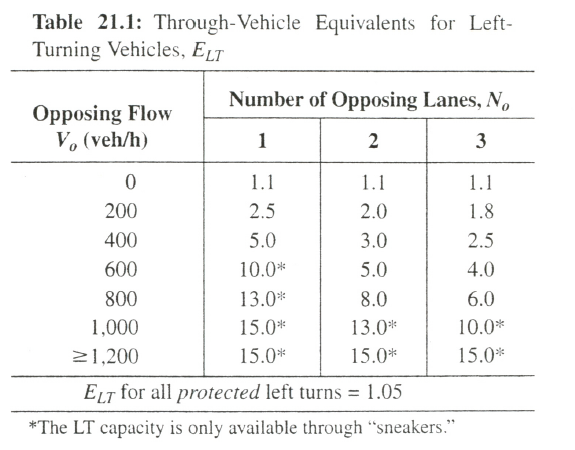 Table 21.1: Through-Vehicle Equivalents for Left-
Turning Vehicles, E_LT
Number of Opposing Lanes, N_o
Opposing Flow
V_o (veh/h) 1 2 3
0 1.1 1.1 1.1
200 2.5 2.0 1.8
400 5.0 3.0 2.5
600 10.0* 5.0 4.0
800 13.0* 8.0 6.0
1,000 15.0* 13.0* 10.0*
≥1,200 15.0* 15.0* 15.0*
E_LT for all protected left turns = 1.05
*The LT capacity is only available through “sneakers.”